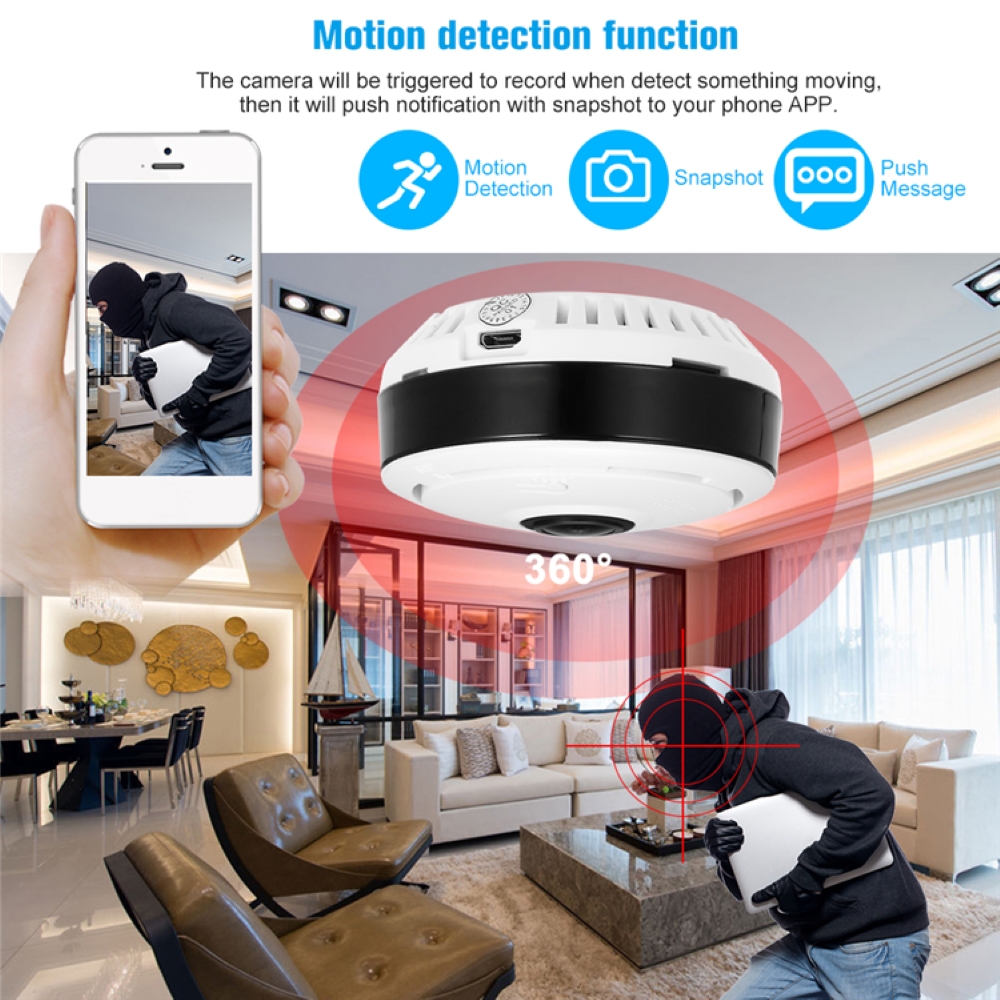 Motion detection function
The camera will be triggered to record when detect something moving,
then it will push notification with snapshot to your phone APP.
Motion
Detection
Snapshot
Push
Message
360°